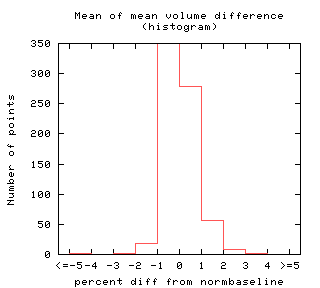 Mean of mean volume difference
(histogram)
350
300
250
200
150
100
50
0
Number of points
<=-5 -4 -3 -2 -1 0 1 2 3 4 >=5
percent diff from normbaseline